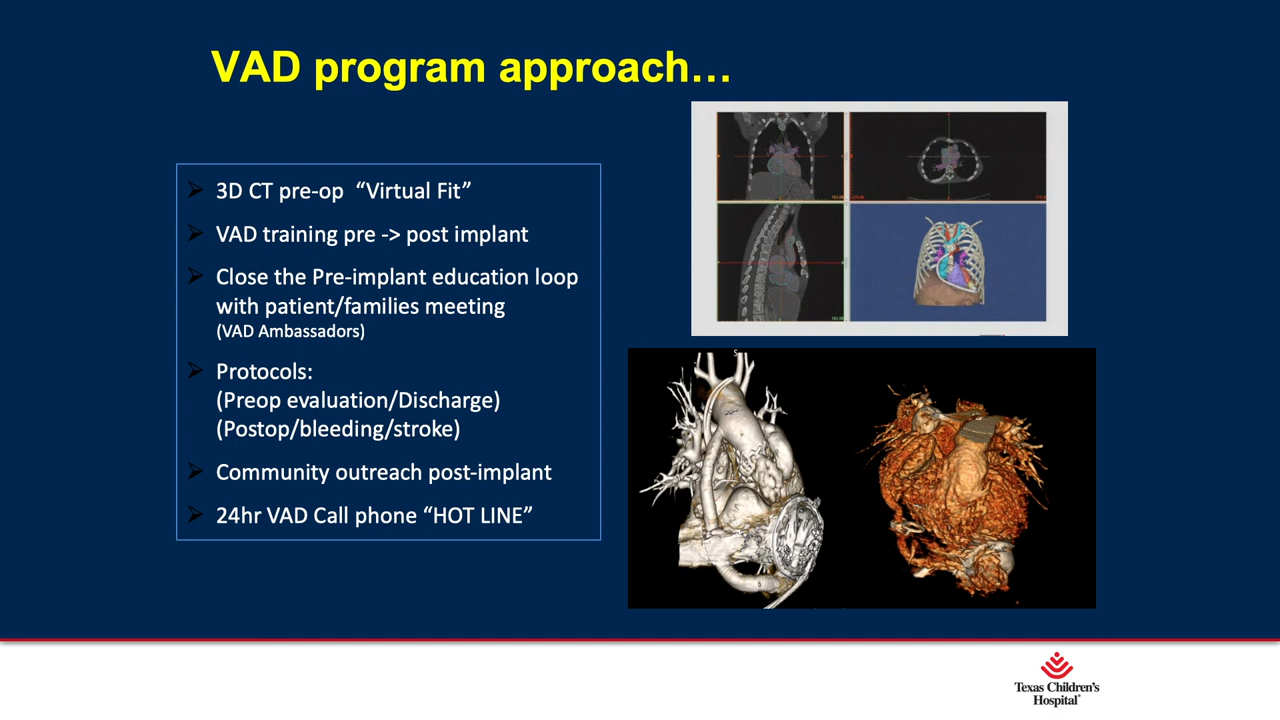 VAD program approach…
3D CT pre-op “Virtual Fit”
VAD training pre -> post implant
Close the Pre-implant education loop
with patient/families meeting
(VAD Ambassadors)
Protocols:
(Preop evaluation/Discharge)
(Postop/bleeding/stroke)
Community outreach post-implant
24hr VAD Call phone “HOT LINE”
S
Texas Children's
Hospital®